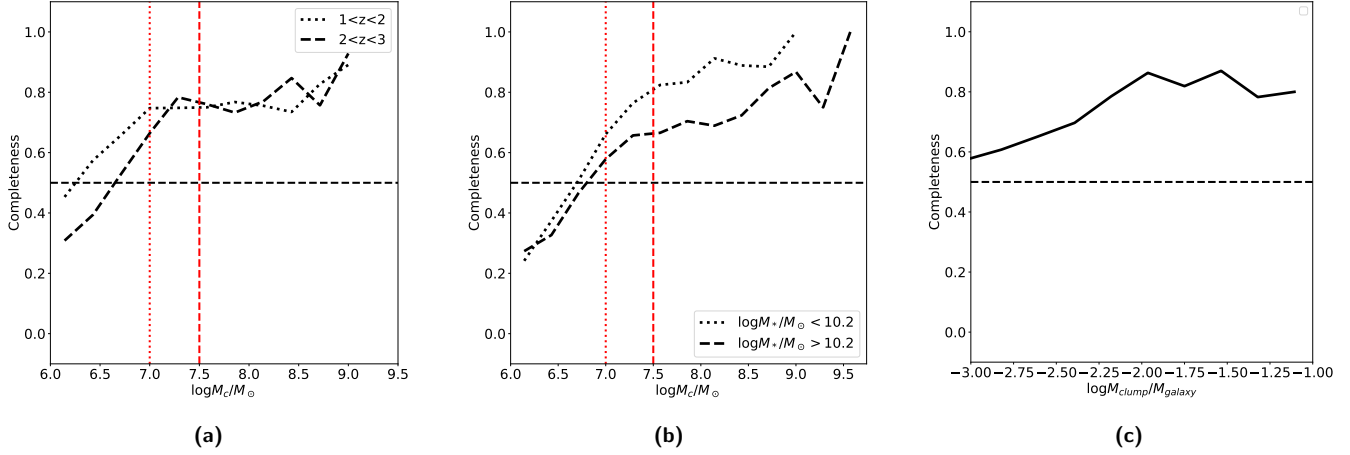 1<z<2
2<z<3
Completeness
1.0
0.8
0.6
0.4
0.2
0.0
6.0 6.5 7.0 7.5 8.0 8.5 9.0 9.5
logM_c/M_⊙
(a)
Completeness
1.0
0.8
0.6
0.4
0.2
0.0
logM_*/M_⊙ < 10.2
logM_*/M_⊙ > 10.2
6.0 6.5 7.0 7.5 8.0 8.5 9.0 9.5
logM_c/M_⊙
(b)
Completeness
1.0
0.8
0.6
0.4
0.2
0.0
−3.00 −2.75 −2.50 −2.25 −2.00 −1.75 −1.50 −1.25 −1.00
logM_clump/M_galaxy
(c)